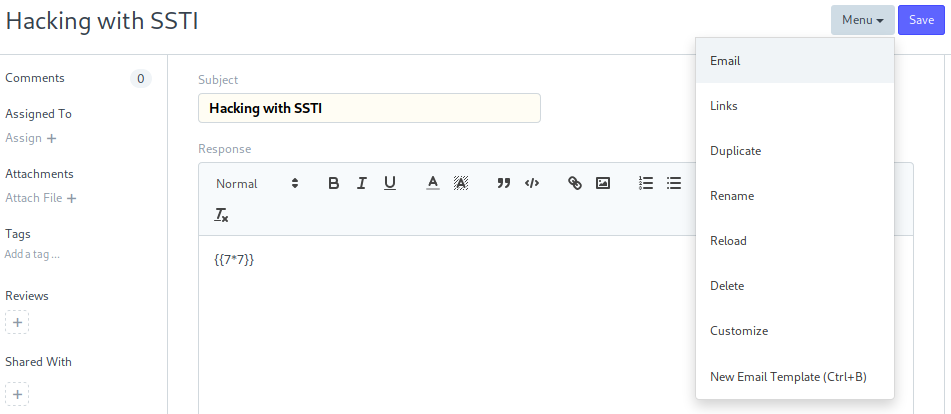 Hacking with SSTI
Menu
Save
Comments
0
Assigned To
Assign +
Attachments
Attach File +
Tags
Add a tag ...
Reviews
+
Shared With
+
Subject
Hacking with SSTI
Response
Normal
B I U A A
{{7*7}}
Email
Links
Duplicate
Rename
Reload
Delete
Customize
New Email Template (Ctrl+B)